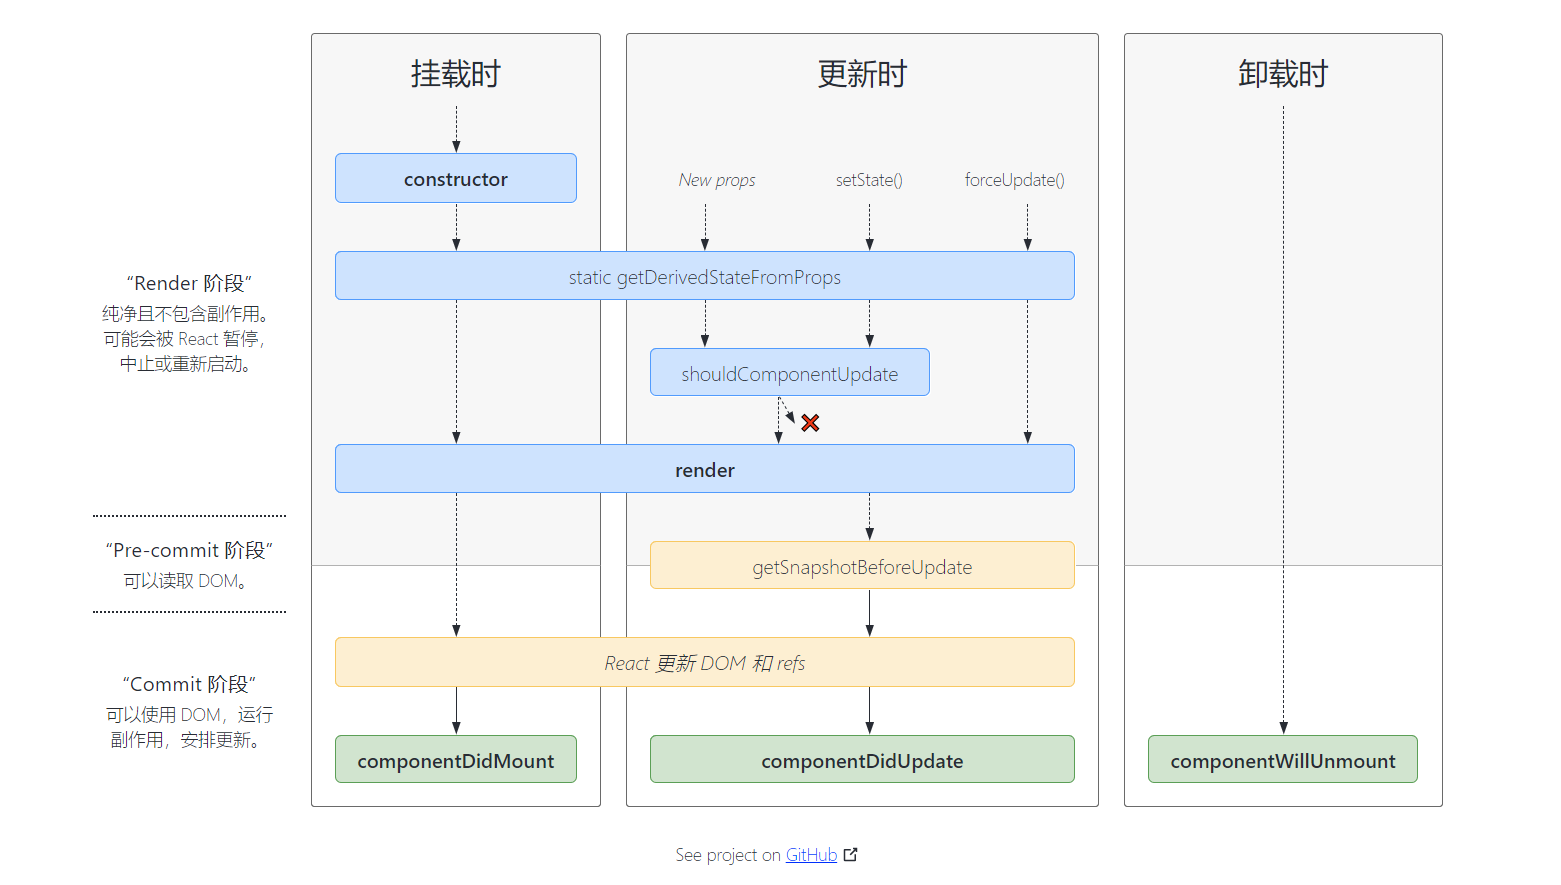 挂载时
更新时
卸载时
constructor
New props
setState()
forceUpdate()
static getDerivedStateFromProps
“Render 阶段”
纯净且不包含副作用。
可能会被 React 暂停，
中止或重新启动。
shouldComponentUpdate
render
“Pre-commit 阶段”
可以读取 DOM。
getSnapshotBeforeUpdate
React 更新 DOM 和 refs
“Commit 阶段”
可以使用 DOM，运行
副作用，安排更新。
componentDidMount
componentDidUpdate
componentWillUnmount
See project on GitHub